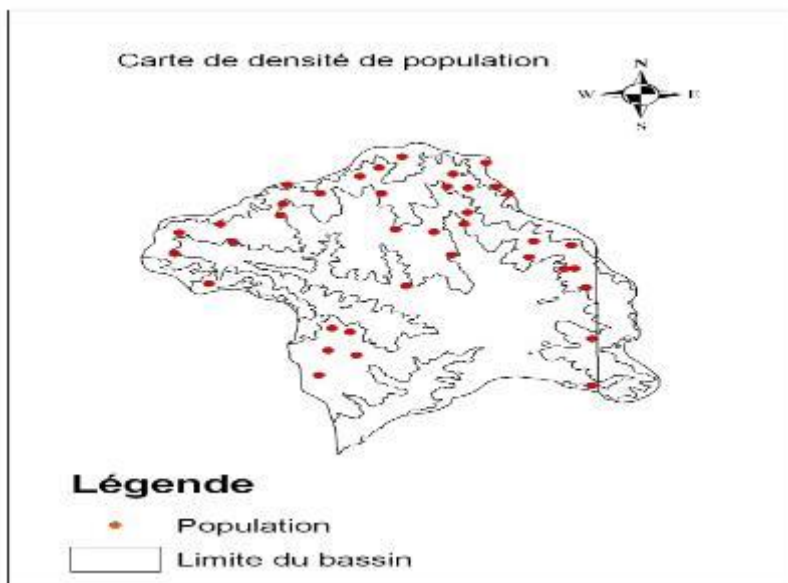 Carte de densité de population
N
W E
S
Légende
Population
Limite du bassin